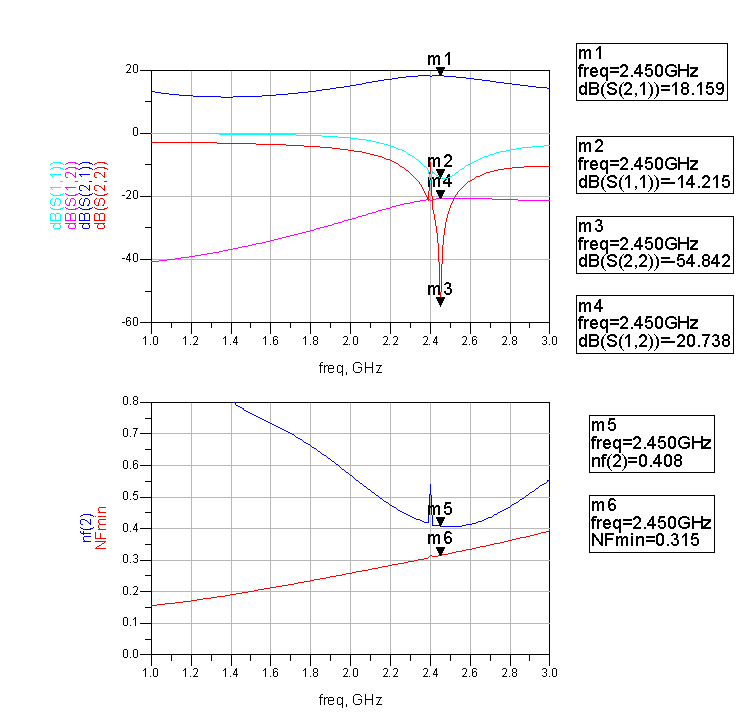 m1
20
0
-20
-40
-60
dB(S(1,1))
dB(S(1,2))
dB(S(2,1))
dB(S(2,2))
m2
m4
m3
1.0 1.2 1.4 1.6 1.8 2.0 2.2 2.4 2.6 2.8 3.0
freq, GHz
m1
freq=2.450GHz
dB(S(2,1))=18.159
m2
freq=2.450GHz
dB(S(1,1))=-14.215
m3
freq=2.450GHz
dB(S(2,2))=-54.842
m4
freq=2.450GHz
dB(S(1,2))=-20.738
0.8
0.7
0.6
0.5
0.4
0.3
0.2
0.1
0.0
nf(2)
NFmin
m5
m6
1.0 1.2 1.4 1.6 1.8 2.0 2.2 2.4 2.6 2.8 3.0
freq, GHz
m5
freq=2.450GHz
nf(2)=0.408
m6
freq=2.450GHz
NFmin=0.315